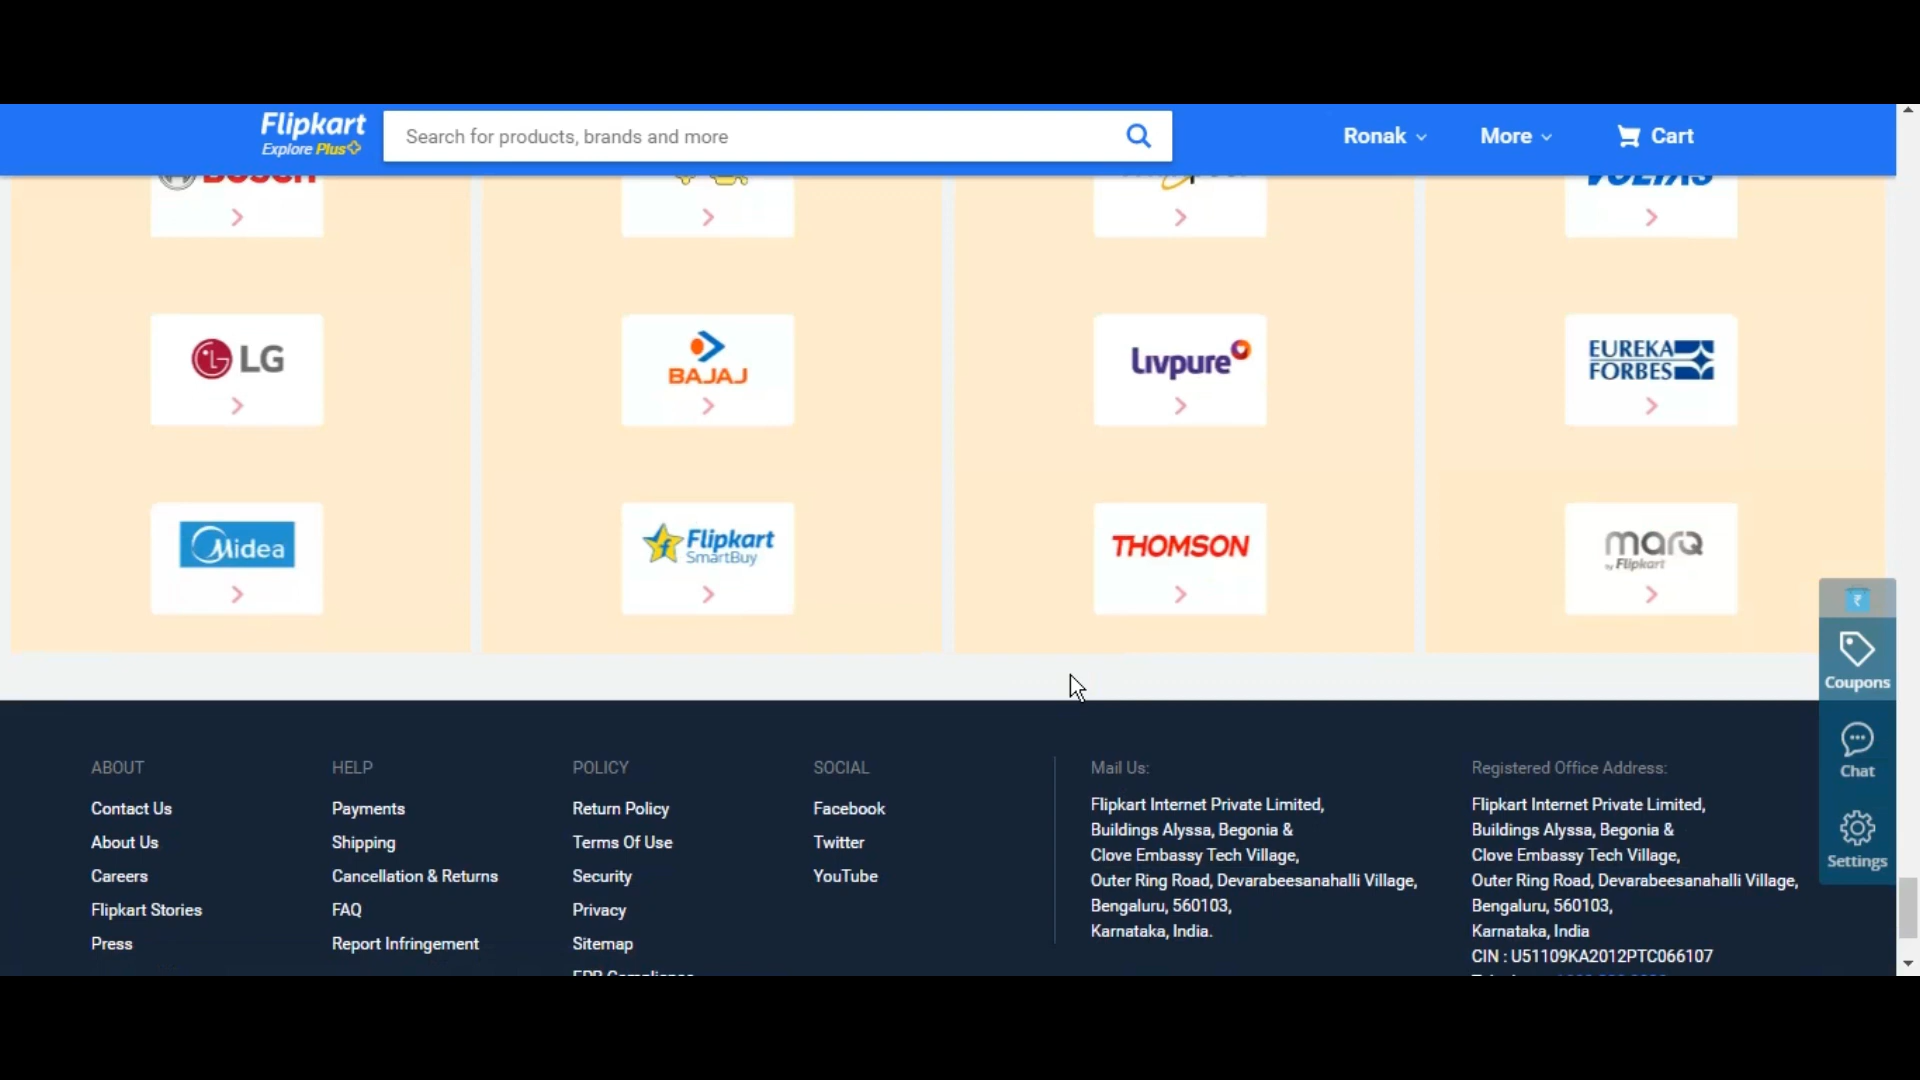 Flipkart
Explore Plus
Search for products, brands and more
Ronak
More
Cart
BOSCH
VOLTAS
LG
BAJAJ
Livpure
EUREKA
FORBES
Midea
Flipkart
SmartBuy
THOMSON
marQ
by Flipkart
₹
Coupons
Chat
Settings
ABOUT
Contact Us
About Us
Careers
Flipkart Stories
Press
HELP
Payments
Shipping
Cancellation & Returns
FAQ
Report Infringement
POLICY
Return Policy
Terms Of Use
Security
Privacy
Sitemap
EPR Compliance
SOCIAL
Facebook
Twitter
YouTube
Mail Us:
Flipkart Internet Private Limited,
Buildings Alyssa, Begonia &
Clove Embassy Tech Village,
Outer Ring Road, Devarabeesanahalli Village,
Bengaluru, 560103,
Karnataka, India.
Registered Office Address:
Flipkart Internet Private Limited,
Buildings Alyssa, Begonia &
Clove Embassy Tech Village,
Outer Ring Road, Devarabeesanahalli Village,
Bengaluru, 560103,
Karnataka, India
CIN : U51109KA2012PTC066107